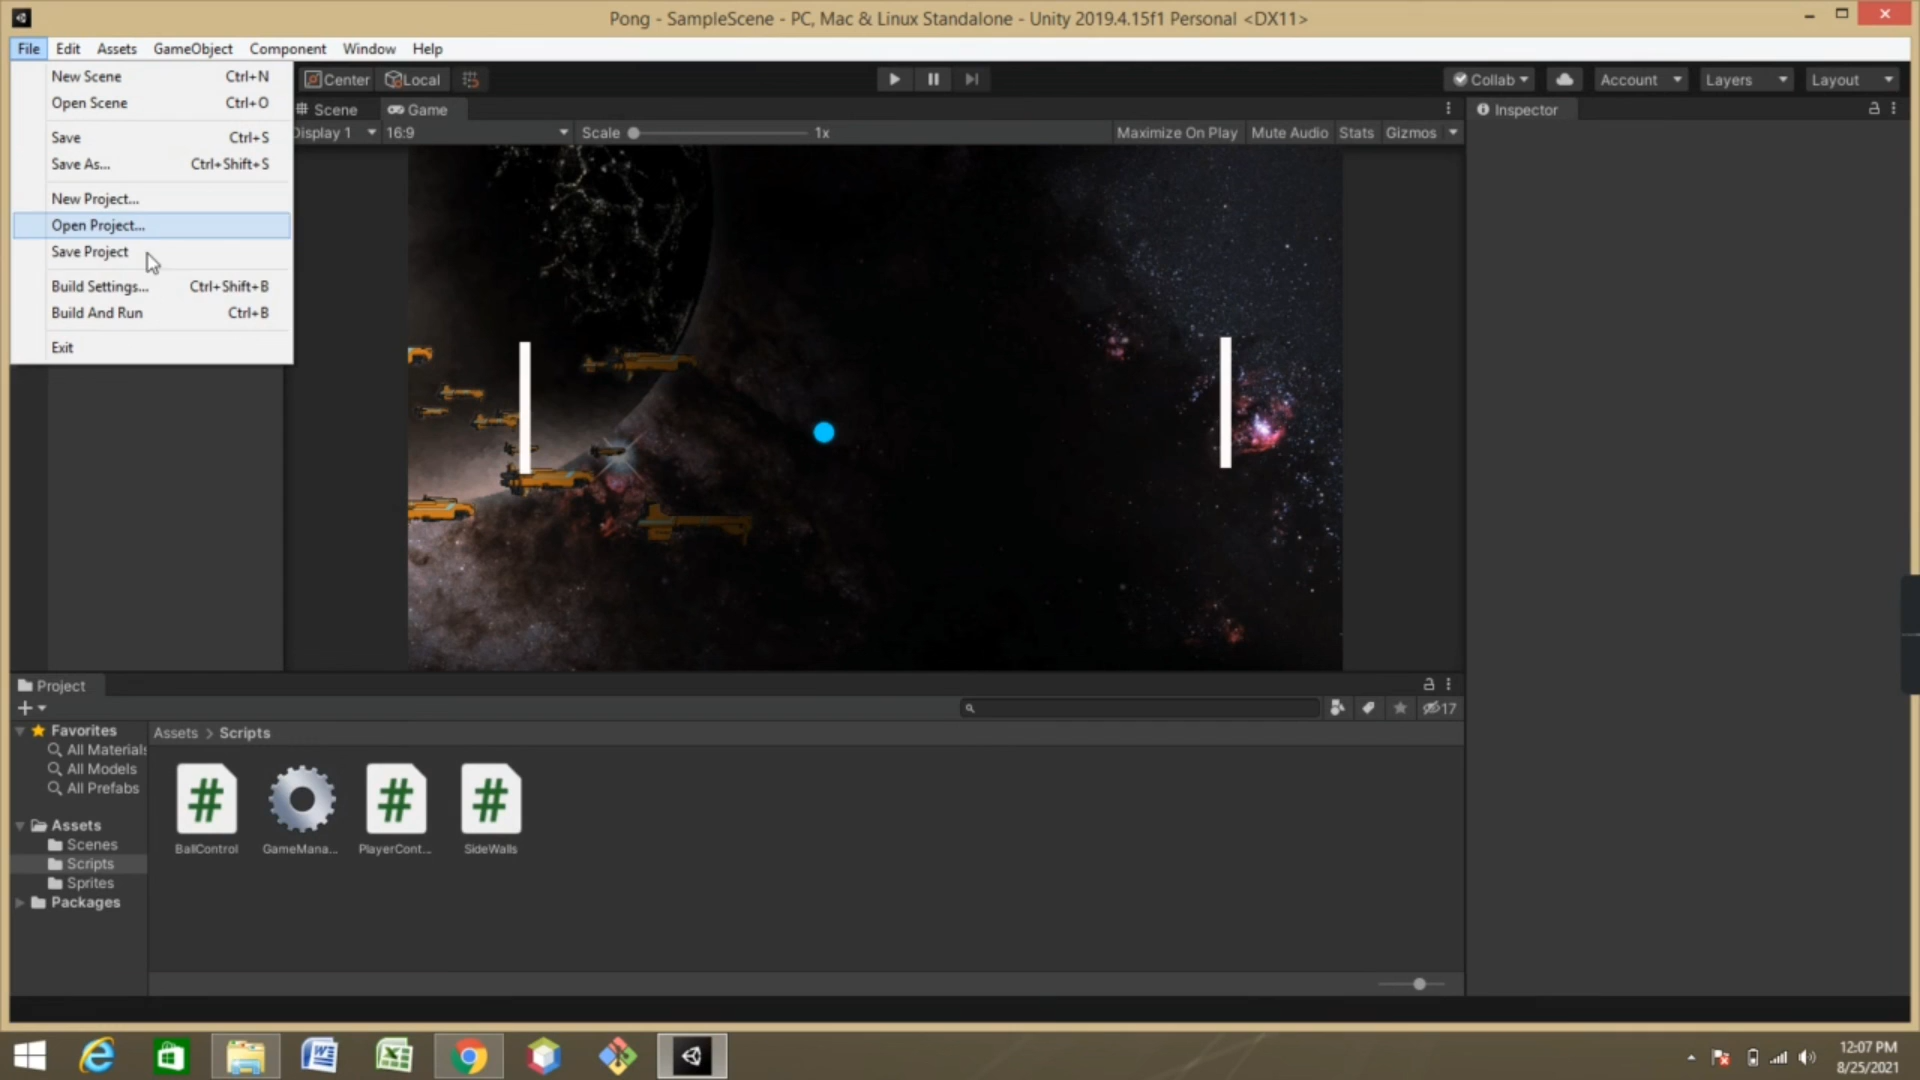 Pong - SampleScene - PC, Mac & Linux Standalone - Unity 2019.4.15f1 Personal <DX11>
File Edit Assets GameObject Component Window Help
New Scene Ctrl+N
Open Scene Ctrl+O
Save Ctrl+S
Save As... Ctrl+Shift+S
New Project...
Open Project...
Save Project
Build Settings... Ctrl+Shift+B
Build And Run Ctrl+B
Exit
Center Local
Collab Account Layers Layout
Scene Game
Display 1 16:9 Scale 1x Maximize On Play Mute Audio Stats Gizmos
Inspector
Project
17
Favorites
All Materials
All Models
All Prefabs
Assets
Scenes
Scripts
Sprites
Packages
Assets > Scripts
# # #
BallControl GameMana... PlayerCont... SideWalls
12:07 PM
8/25/2021